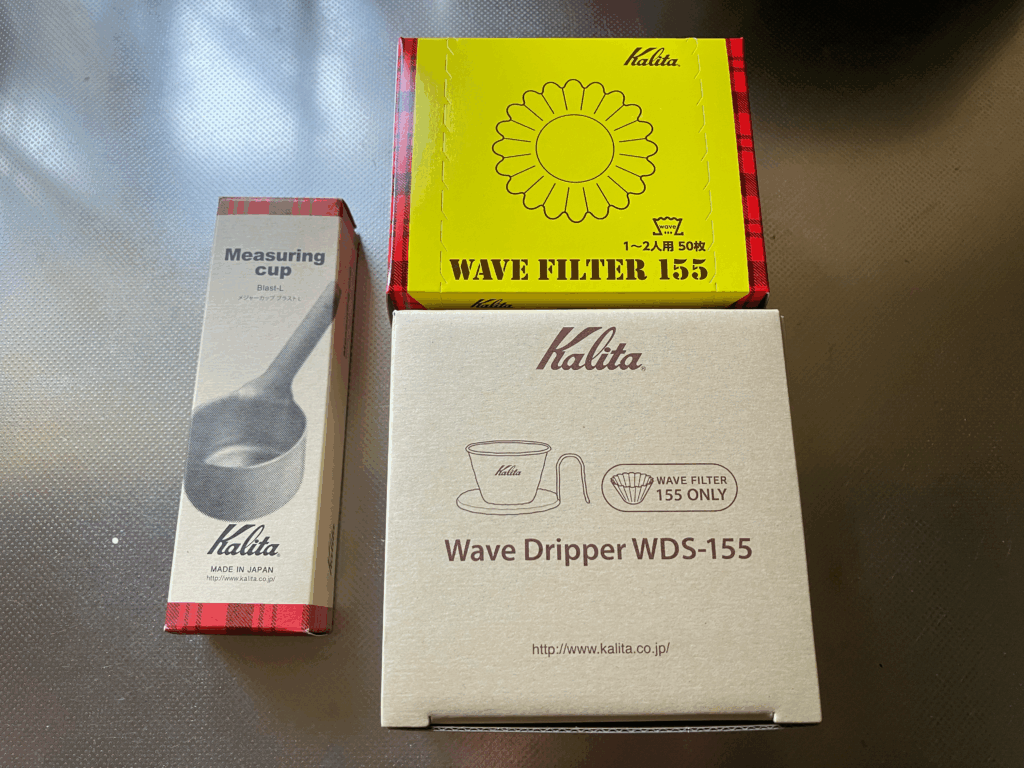 Kalita
wave
1〜2人用 50枚
WAVE FILTER 155
Kalita
Measuring
cup
Blast-L
メジャーカップ ブラストL
Kalita
MADE IN JAPAN
http://www.kalita.co.jp/
Kalita
Kalita
WAVE FILTER
155 ONLY
Wave Dripper WDS-155
http://www.kalita.co.jp/